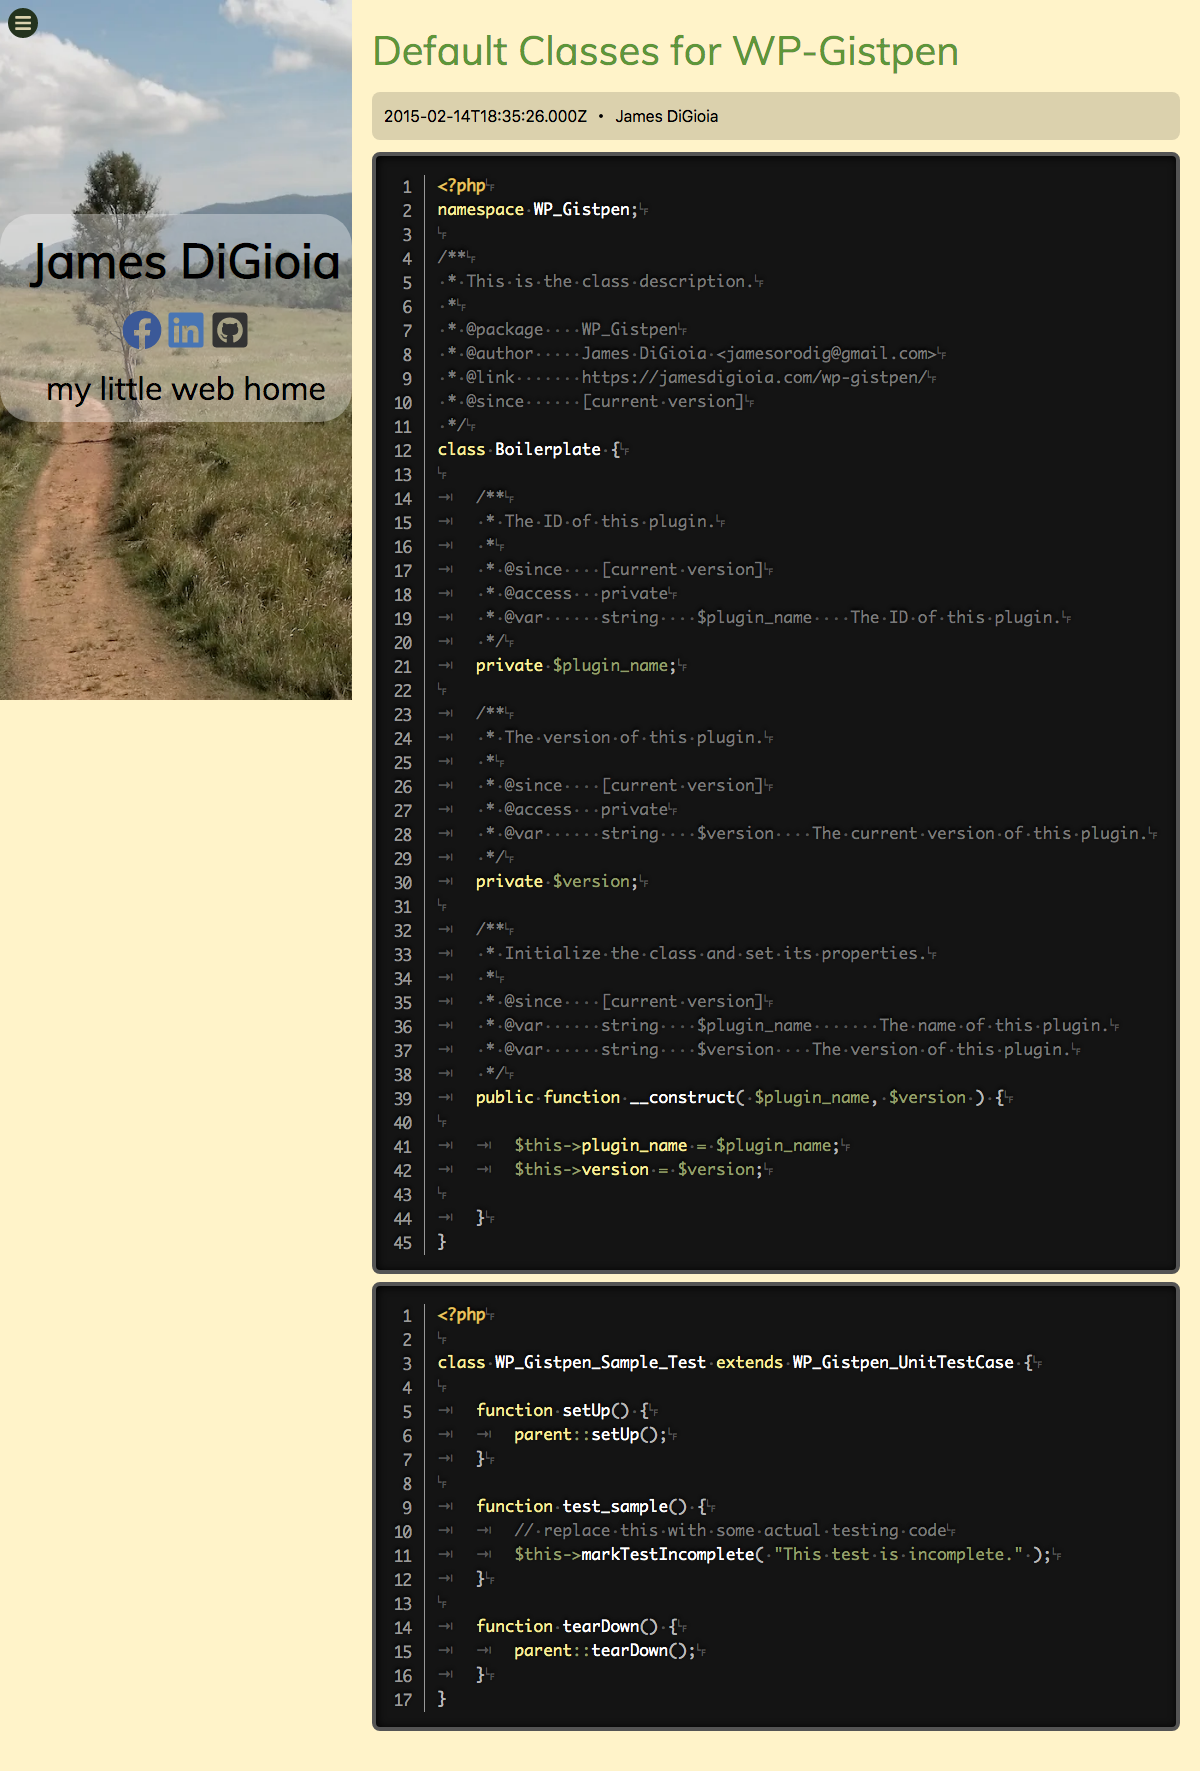 James DiGioia
my little web home
Default Classes for WP-Gistpen
2015-02-14T18:35:26.000Z • James DiGioia
1 <?php
2 namespace WP_Gistpen;
3
4 /**
5  * This is the class description.
6  *
7  * @package    WP_Gistpen
8  * @author     James DiGioia <jamesorodig@gmail.com>
9  * @link       https://jamesdigioia.com/wp-gistpen/
10  * @since      [current version]
11  */
12 class Boilerplate {
13
14 	/**
15 	 * The ID of this plugin.
16 	 *
17 	 * @since    [current version]
18 	 * @access   private
19 	 * @var      string    $plugin_name    The ID of this plugin.
20 	 */
21 	private $plugin_name;
22
23 	/**
24 	 * The version of this plugin.
25 	 *
26 	 * @since    [current version]
27 	 * @access   private
28 	 * @var      string    $version    The current version of this plugin.
29 	 */
30 	private $version;
31
32 	/**
33 	 * Initialize the class and set its properties.
34 	 *
35 	 * @since    [current version]
36 	 * @var      string    $plugin_name       The name of this plugin.
37 	 * @var      string    $version    The version of this plugin.
38 	 */
39 	public function __construct( $plugin_name, $version ) {
40
41 		$this->plugin_name = $plugin_name;
42 		$this->version = $version;
43
44 	}
45 }
1 <?php
2
3 class WP_Gistpen_Sample_Test extends WP_Gistpen_UnitTestCase {
4
5 	function setUp() {
6 		parent::setUp();
7 	}
8
9 	function test_sample() {
10 		// replace this with some actual testing code
11 		$this->markTestIncomplete( "This test is incomplete." );
12 	}
13
14 	function tearDown() {
15 		parent::tearDown();
16 	}
17 }